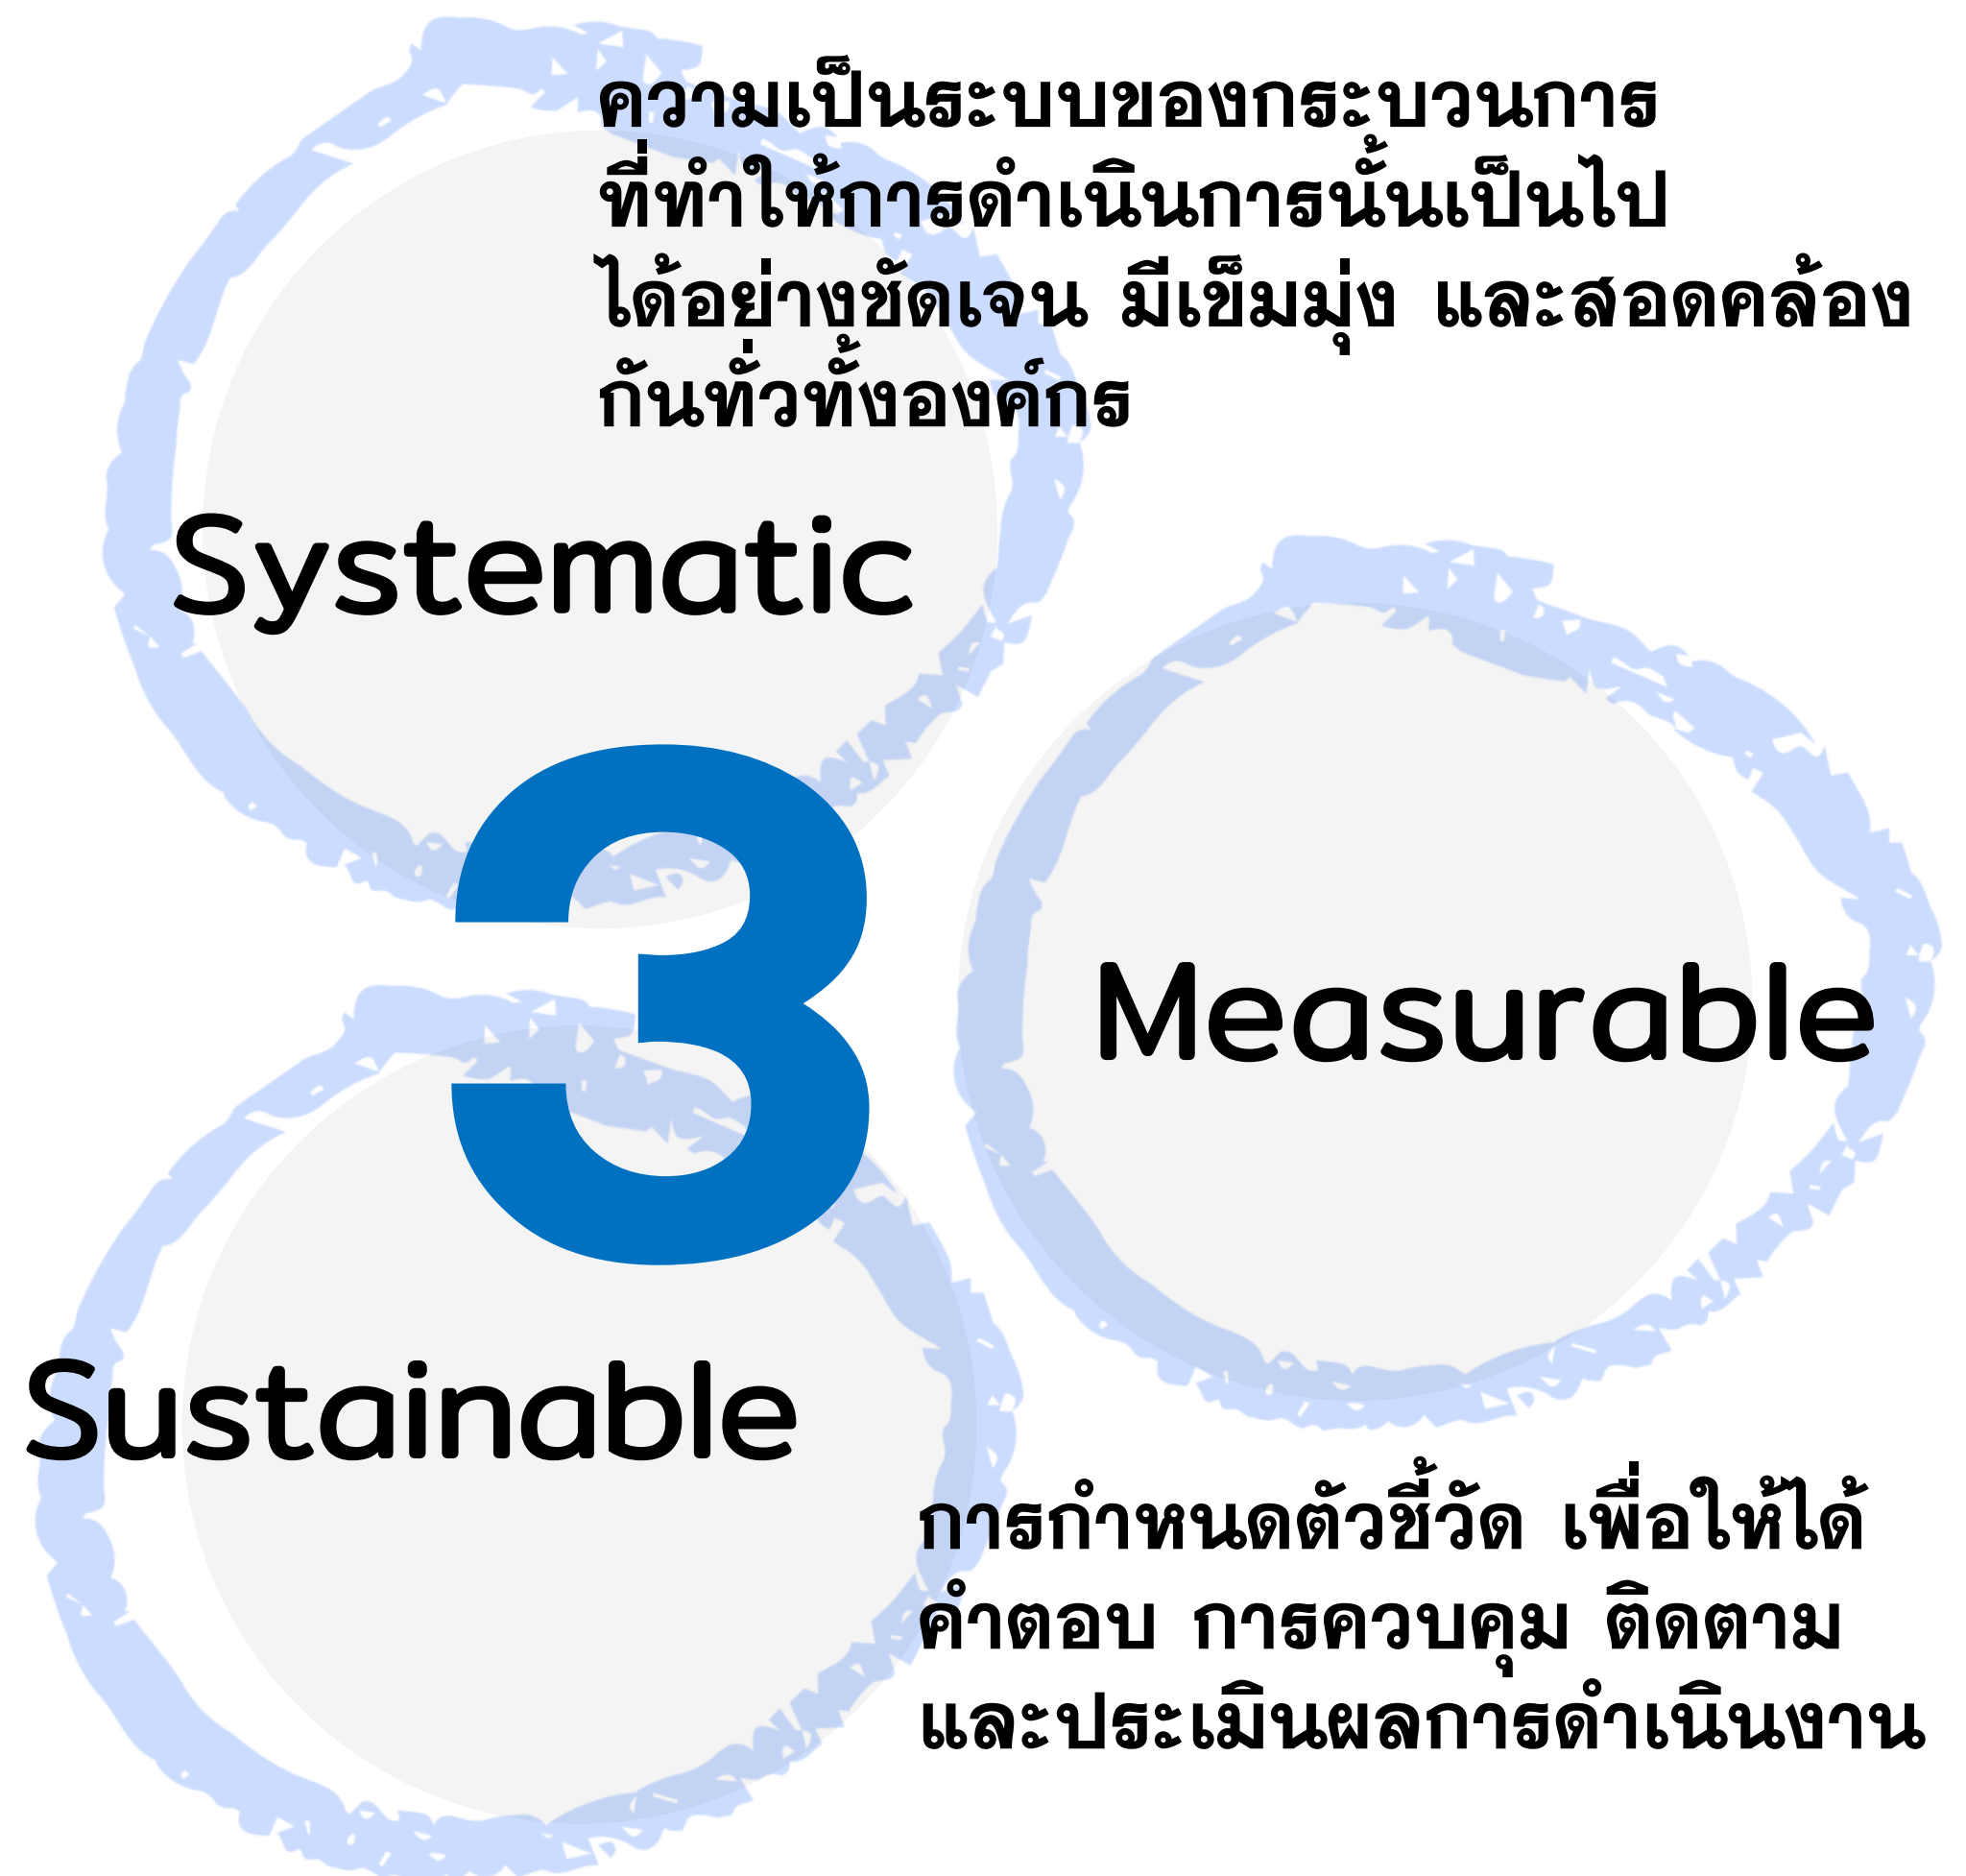 ความเป็นระบบของกระบวนการ
ที่ทำให้การดำเนินการนั้นเป็นไป
ได้อย่างชัดเจน มีเข็มมุ่ง และสอดคล้อง
กันทั่วทั้งองค์กร
Systematic
3
Measurable
Sustainable
การกำหนดตัวชี้วัด เพื่อให้ได้
คำตอบ การควบคุม ติดตาม
และประเมินผลการดำเนินงาน